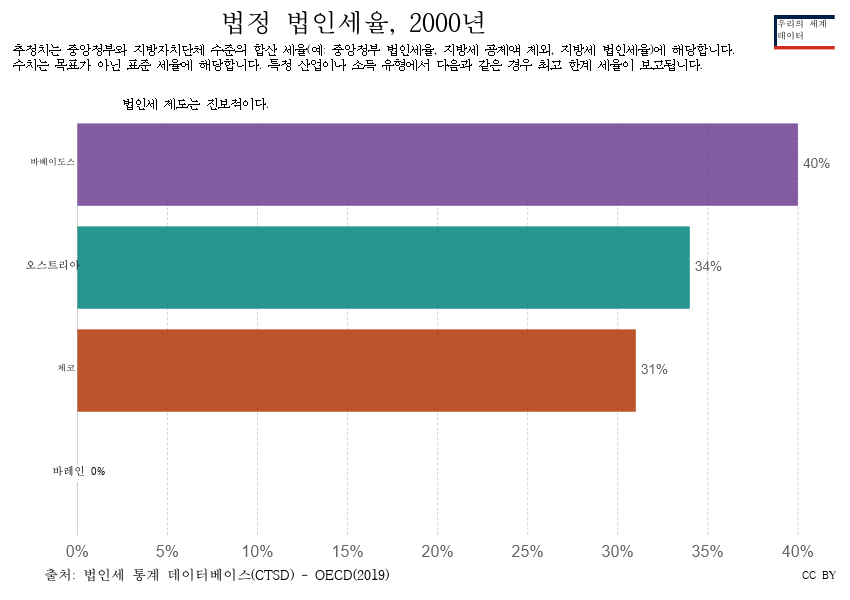 법정 법인세율, 2000년
우리의 세계
데이터
추정치는 중앙정부와 지방자치단체 수준의 합산 세율(예: 중앙정부 법인세율, 지방세 공제액 제외, 지방세 법인세율)에 해당합니다.
수치는 목표가 아닌 표준 세율에 해당합니다. 특정 산업이나 소득 유형에서 다음과 같은 경우 최고 한계 세율이 보고됩니다.
법인세 제도는 진보적이다.
바베이도스 40%
오스트리아 34%
체코 31%
바레인 0%
0% 5% 10% 15% 20% 25% 30% 35% 40%
출처: 법인세 통계 데이터베이스(CTSD) - OECD(2019)
CC BY